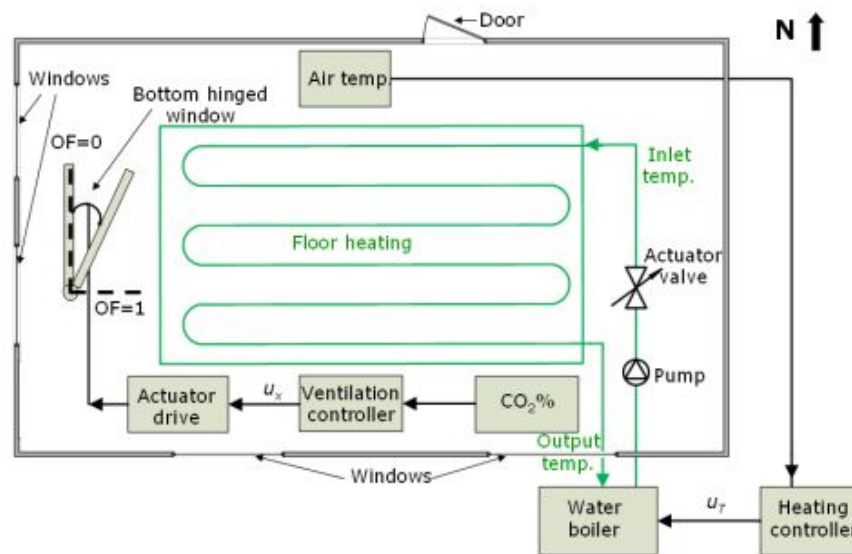 Door
N
Windows
Air temp.
Bottom hinged
window
OF=0
Inlet
temp.
Floor heating
Actuator
valve
OF=1
Pump
Actuator
drive
uₓ
Ventilation
controller
CO₂%
Output
temp.
Windows
Water
boiler
u_T
Heating
controller